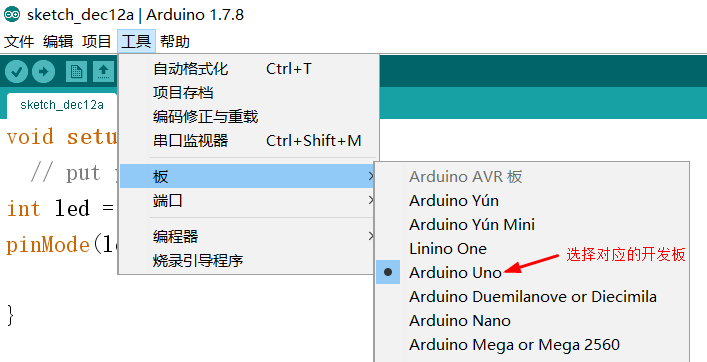 sketch_dec12a | Arduino 1.7.8
文件 编辑 项目 工具 帮助
sketch_dec12a
自动格式化 Ctrl+T
项目存档
编码修正与重载
串口监视器 Ctrl+Shift+M
板
端口
编程器
烧录引导程序
void setu
// put
int led =
pinMode(l
}
Arduino AVR 板
Arduino Yún
Arduino Yún Mini
Linino One
Arduino Uno
选择对应的开发板
Arduino Duemilanove or Diecimila
Arduino Nano
Arduino Mega or Mega 2560